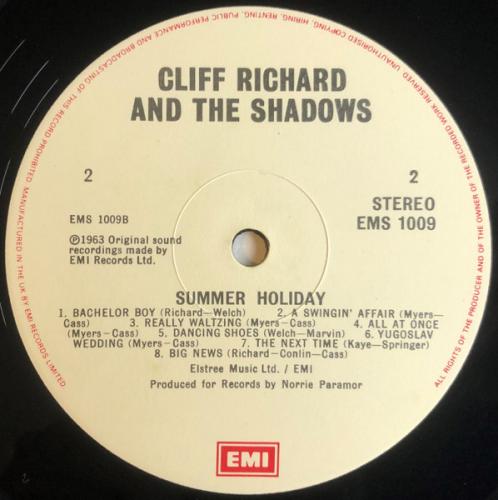 UNAUTHORISED COPYING, HIRING, RENTING, PUBLIC PERFORMANCE AND BROADCASTING OF THIS RECORD PROHIBITED MANUFACTURED IN THE UK BY EMI RECORDS LIMITED
ALL RIGHTS OF THE PRODUCER AND OF THE OWNER OF THE RECORDED WORK RESERVED
CLIFF RICHARD
AND THE SHADOWS
2 2
STEREO
EMS 1009B EMS 1009
Ⓟ1963 Original sound
recordings made by
EMI Records Ltd.
SUMMER HOLIDAY
1. BACHELOR BOY (Richard—Welch) 2. A SWINGIN' AFFAIR (Myers—
Cass) 3. REALLY WALTZING (Myers-Cass) 4. ALL AT ONCE
(Myers—Cass) 5. DANCING SHOES (Welch—Marvin) 6. YUGOSLAV
WEDDING (Myers—Cass) 7. THE NEXT TIME (Kaye—Springer)
8. BIG NEWS (Richard—Conlin—Cass)
Elstree Music Ltd. / EMI
Produced for Records by Norrie Paramor
EMI